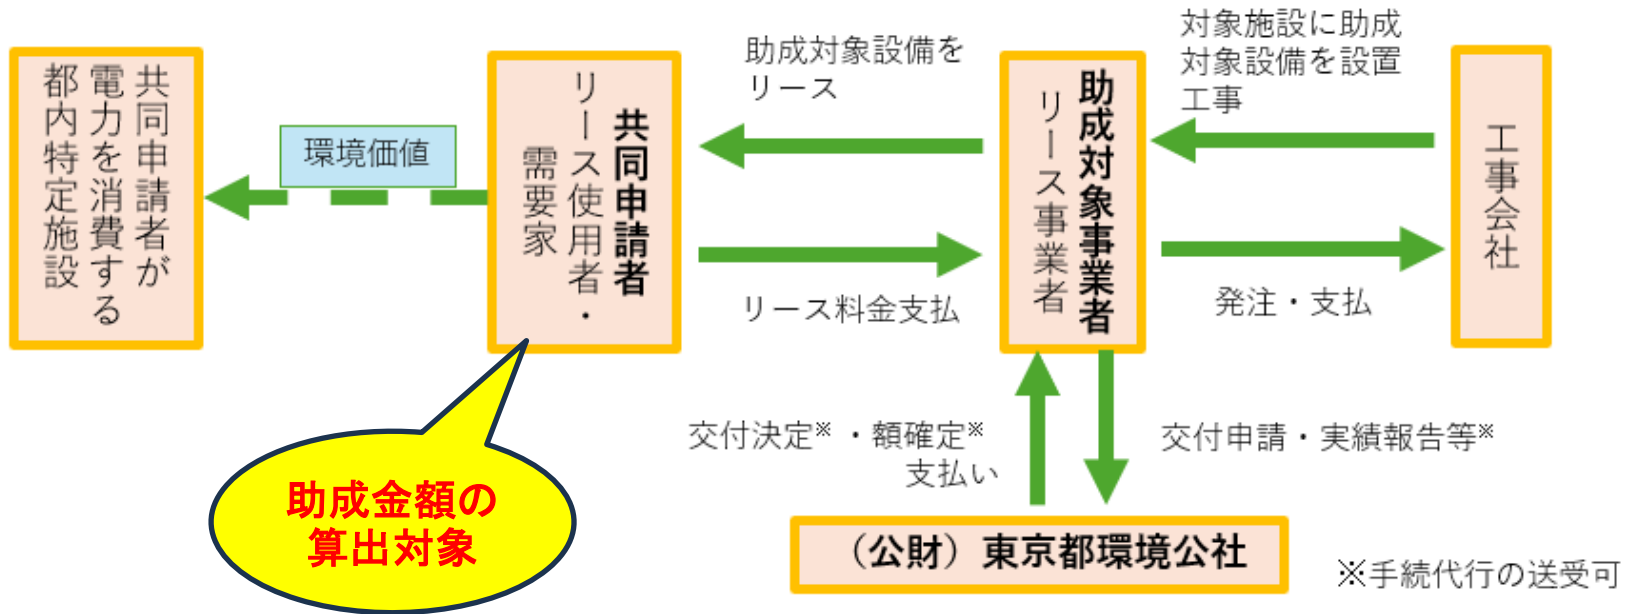 共同申請者が
電力を消費する
都内特定施設
環境価値
共同申請者
リース使用者・
需要家
助成対象設備を
リース
リース料金支払
助成対象事業者
リース事業者
対象施設に助成
対象設備を設置
工事
発注・支払
工事会社
助成金額の
算出対象
交付決定※・額確定※
支払い
交付申請・実績報告等※
（公財）東京都環境公社
※手続代行の送受可